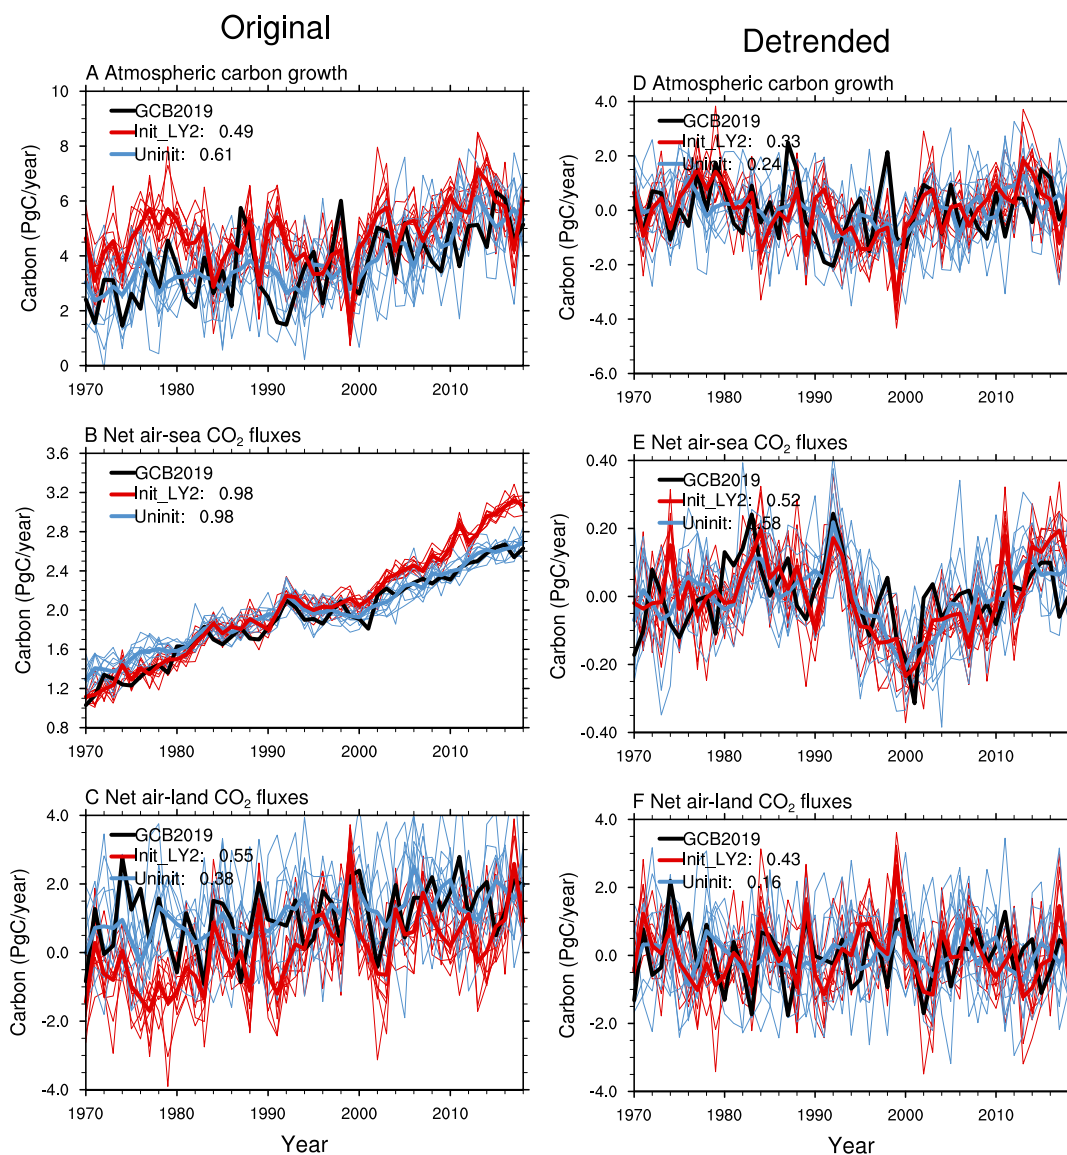 Original
A Atmospheric carbon growth
10
8
6
4
2
0
Carbon (PgC/year)
GCB2019
Init_LY2: 0.49
Uninit: 0.61
1970 1980 1990 2000 2010
B Net air-sea CO₂ fluxes
3.6
3.2
2.8
2.4
2.0
1.6
1.2
0.8
Carbon (PgC/year)
GCB2019
Init_LY2: 0.98
Uninit: 0.98
1970 1980 1990 2000 2010
C Net air-land CO₂ fluxes
4.0
2.0
0.0
-2.0
-4.0
Carbon (PgC/year)
GCB2019
Init_LY2: 0.55
Uninit: 0.38
1970 1980 1990 2000 2010
Year
Detrended
D Atmospheric carbon growth
4.0
2.0
0.0
-2.0
-4.0
-6.0
Carbon (PgC/year)
GCB2019
Init_LY2: 0.33
Uninit: 0.24
1970 1980 1990 2000 2010
E Net air-sea CO₂ fluxes
0.40
0.20
0.00
-0.20
-0.40
Carbon (PgC/year)
GCB2019
Init_LY2: 0.52
Uninit: 0.58
1970 1980 1990 2000 2010
F Net air-land CO₂ fluxes
4.0
2.0
0.0
-2.0
-4.0
Carbon (PgC/year)
GCB2019
Init_LY2: 0.43
Uninit: 0.16
1970 1980 1990 2000 2010
Year